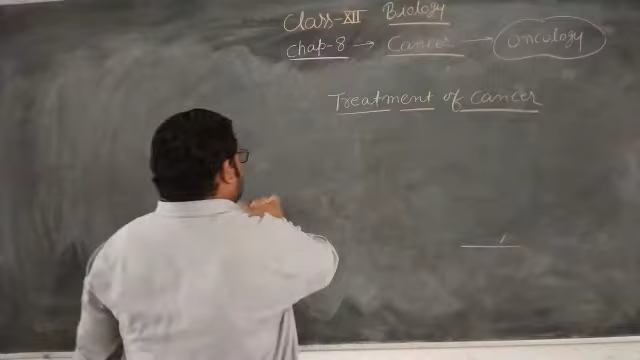 Class-XII Biology
Chap-8 → Cancer → Oncology
Treatment of Cancer